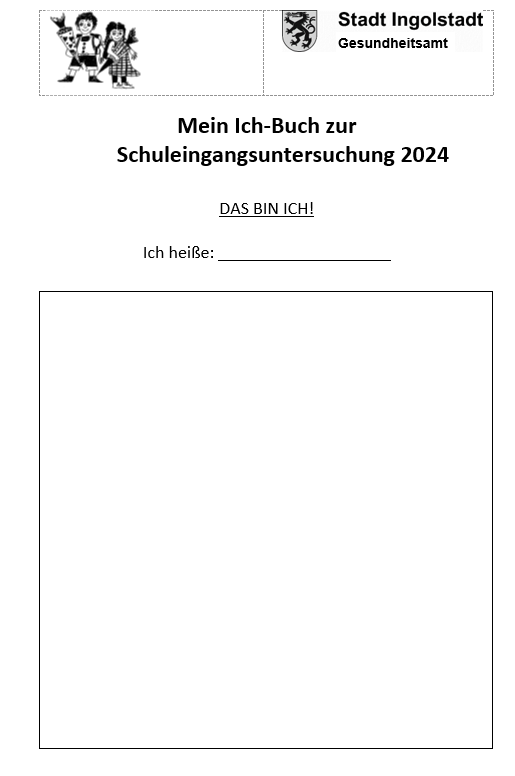 Stadt Ingolstadt
Gesundheitsamt
Mein Ich-Buch zur
Schuleingangsuntersuchung 2024
DAS BIN ICH!
Ich heiße: ____________________